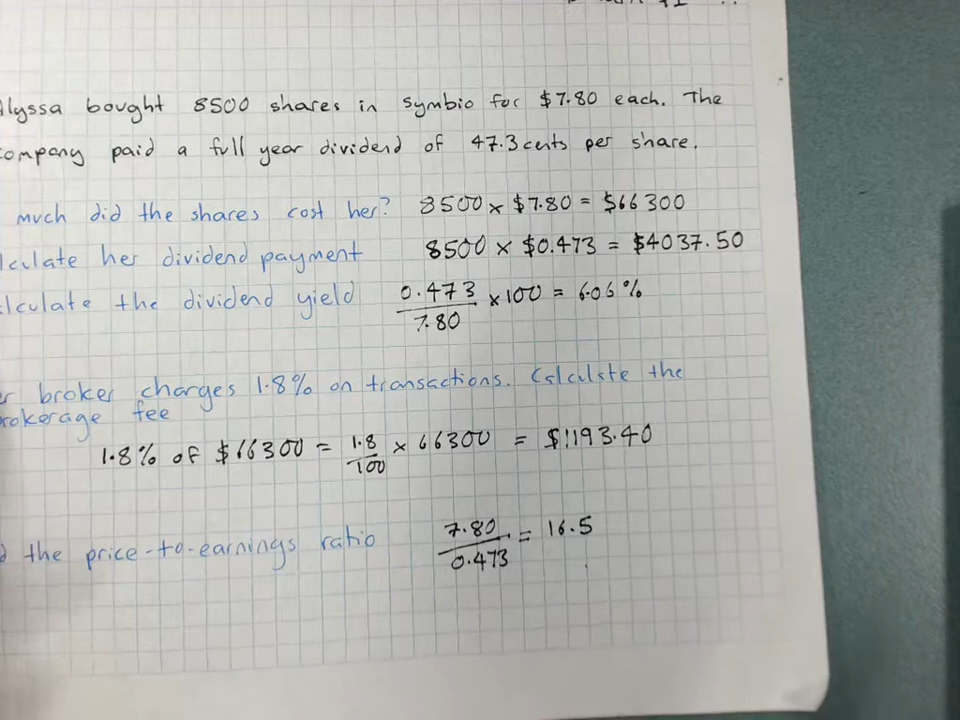 Alyssa bought 8500 shares in Symbio for $7.80 each. The
company paid a full year dividend of 47.3 cents per share.
much did the shares cost her? 8500 x $7.80 = $66300
lculate her dividend payment 8500 x $0.473 = $4037.50
lculate the dividend yield 0.473/7.80 x 100 = 6.06%
er broker charges 1.8% on transactions. Calculate the
rokerage fee
1.8% of $66300 = 1.8/100 x 66300 = $1193.40
the price-to-earnings ratio 7.80/0.473 = 16.5